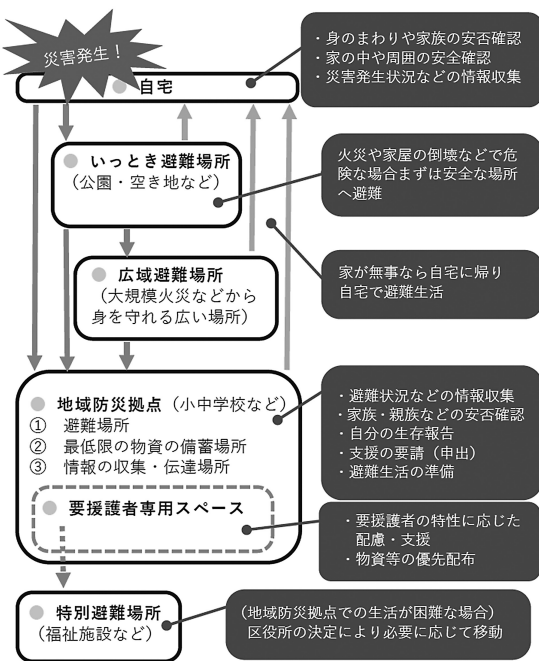 災害発生！
自宅
・身のまわりや家族の安否確認
・家の中や周囲の安全確認
・災害発生状況などの情報収集
いっとき避難場所
（公園・空き地など）
火災や家屋の倒壊などで危
険な場合まずは安全な場所
へ避難
広域避難場所
（大規模火災などから
身を守れる広い場所）
家が無事なら自宅に帰り
自宅で避難生活
地域防災拠点（小中学校など）
① 避難場所
② 最低限の物資の備蓄場所
③ 情報の収集・伝達場所
・避難状況などの情報収集
・家族・親族などの安否確認
・自分の生存報告
・支援の要請（申出）
・避難生活の準備
要援護者専用スペース
・要援護者の特性に応じた
配慮・支援
・物資等の優先配布
特別避難場所
（福祉施設など）
（地域防災拠点での生活が困難な場合）
区役所の決定により必要に応じて移動